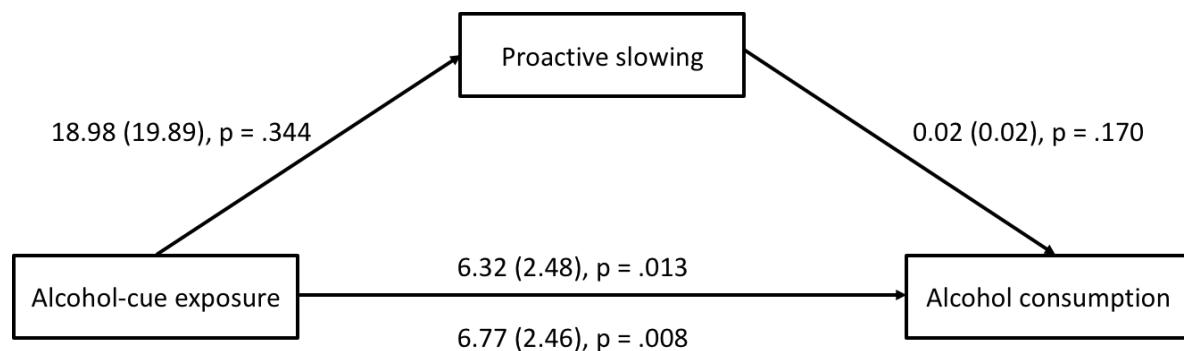 Proactive slowing
18.98 (19.89), p = .344
0.02 (0.02), p = .170
6.32 (2.48), p = .013
Alcohol-cue exposure
Alcohol consumption
6.77 (2.46), p = .008